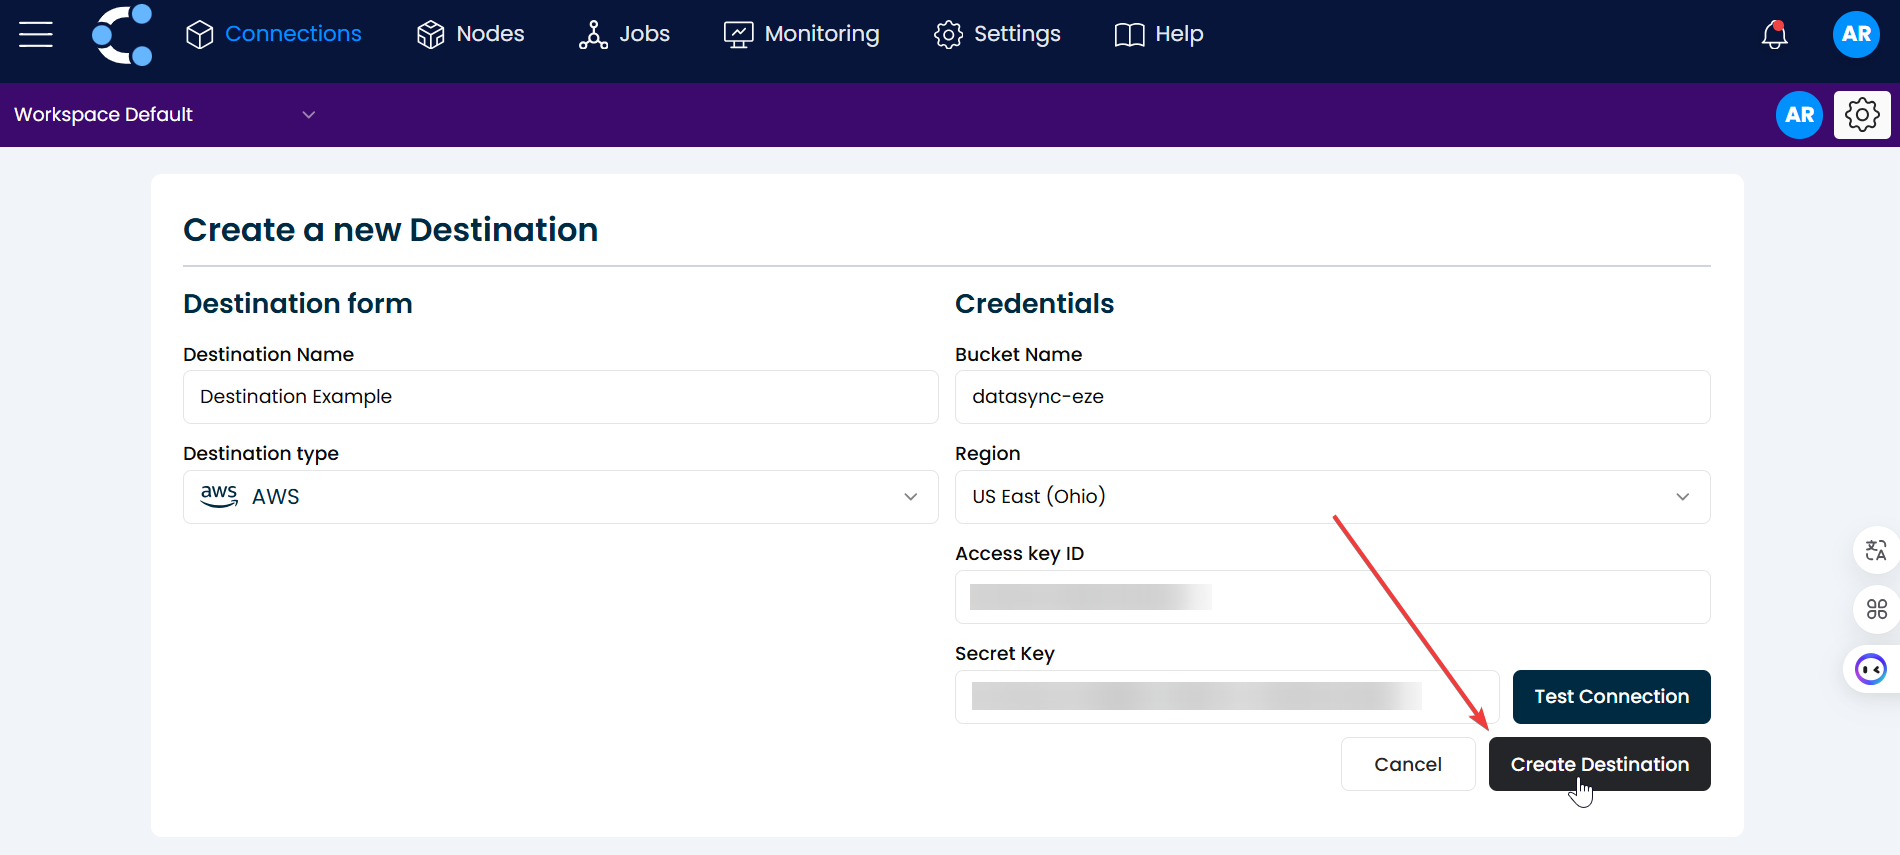 Connections
Nodes
Jobs
Monitoring
Settings
Help
AR
Workspace Default
AR
Create a new Destination
Destination form
Credentials
Destination Name
Bucket Name
Destination Example
datasync-eze
Destination type
Region
aws AWS
US East (Ohio)
Access key ID
Secret Key
Test Connection
Cancel
Create Destination